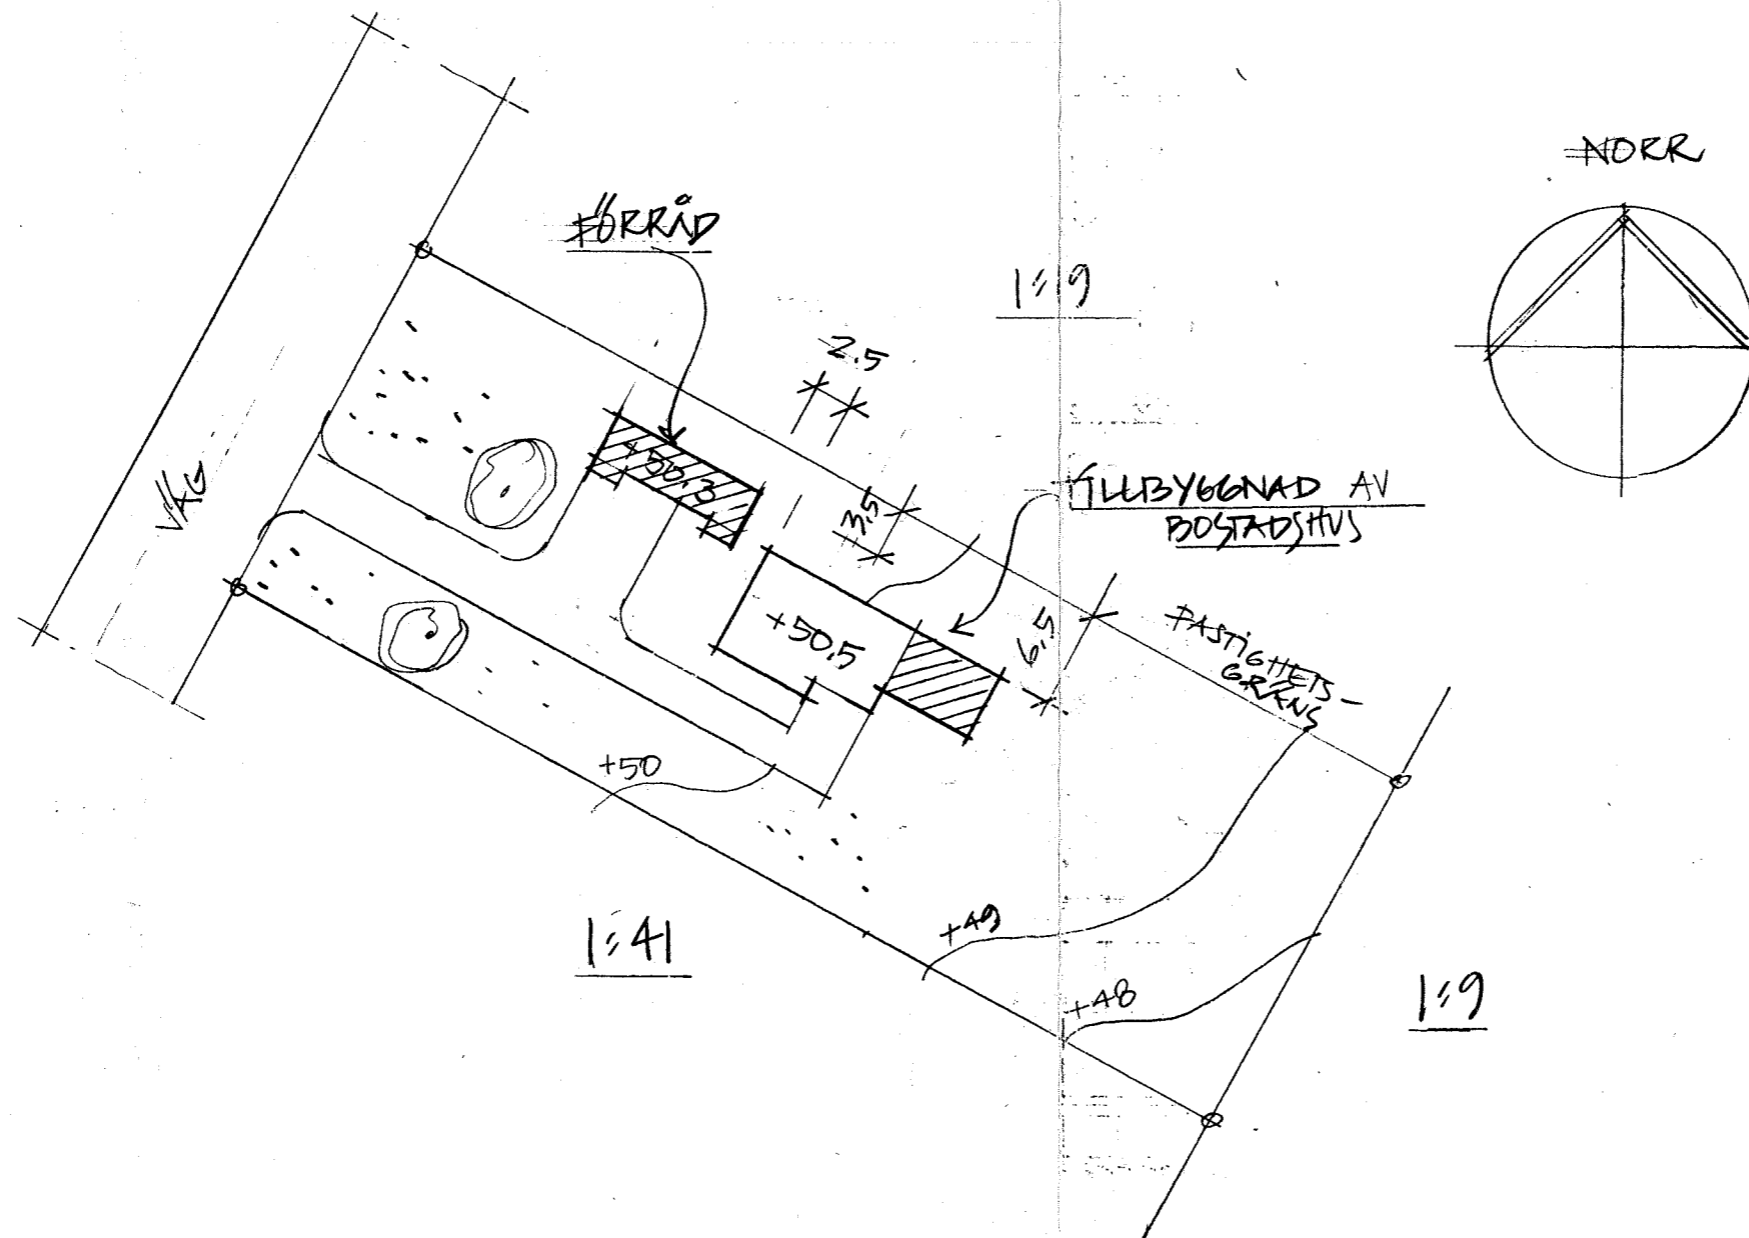 NORR
FÖRRÅD
1:19
2.5
+50.3
TILLBYGGNAD AV
BOSTADSHUS
3.5
VÄG
+50.5
6.5
FASTIGHETS-
GRÄNS
+50
+49
1:41
+48
1:9